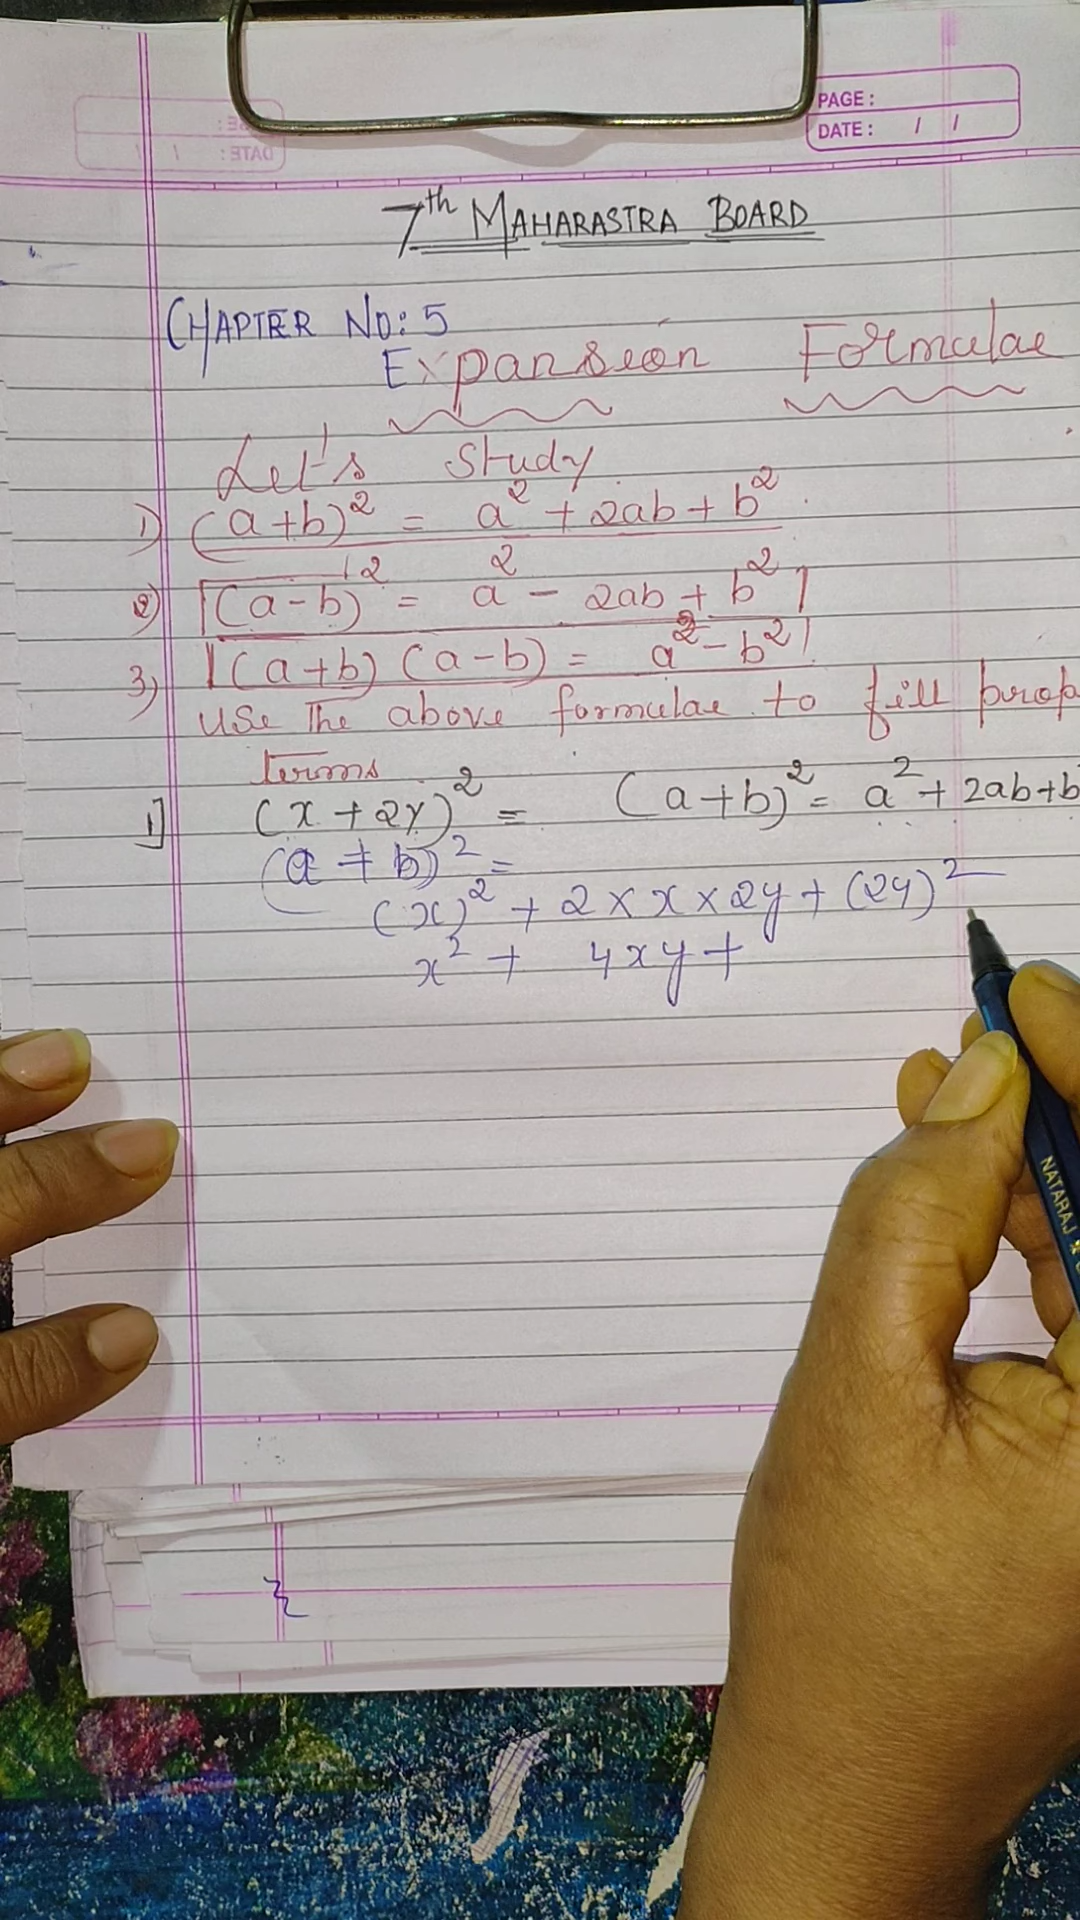 PAGE :
DATE : / /
7th MAHARASTRA BOARD
CHAPTER NO: 5
Expansion Formulae
Let's Study
1) (a+b)² = a² + 2ab + b²
2) (a-b)² = a² - 2ab + b²
3) (a+b) (a-b) = a² - b²
Use The above formulae to fill prop
terms
1] (x + 2y)² = (a+b)² = a² + 2ab+b
(a + b)² =
(x)² + 2 × x × 2y + (2y)²
x² + 4xy +
NATARAJ